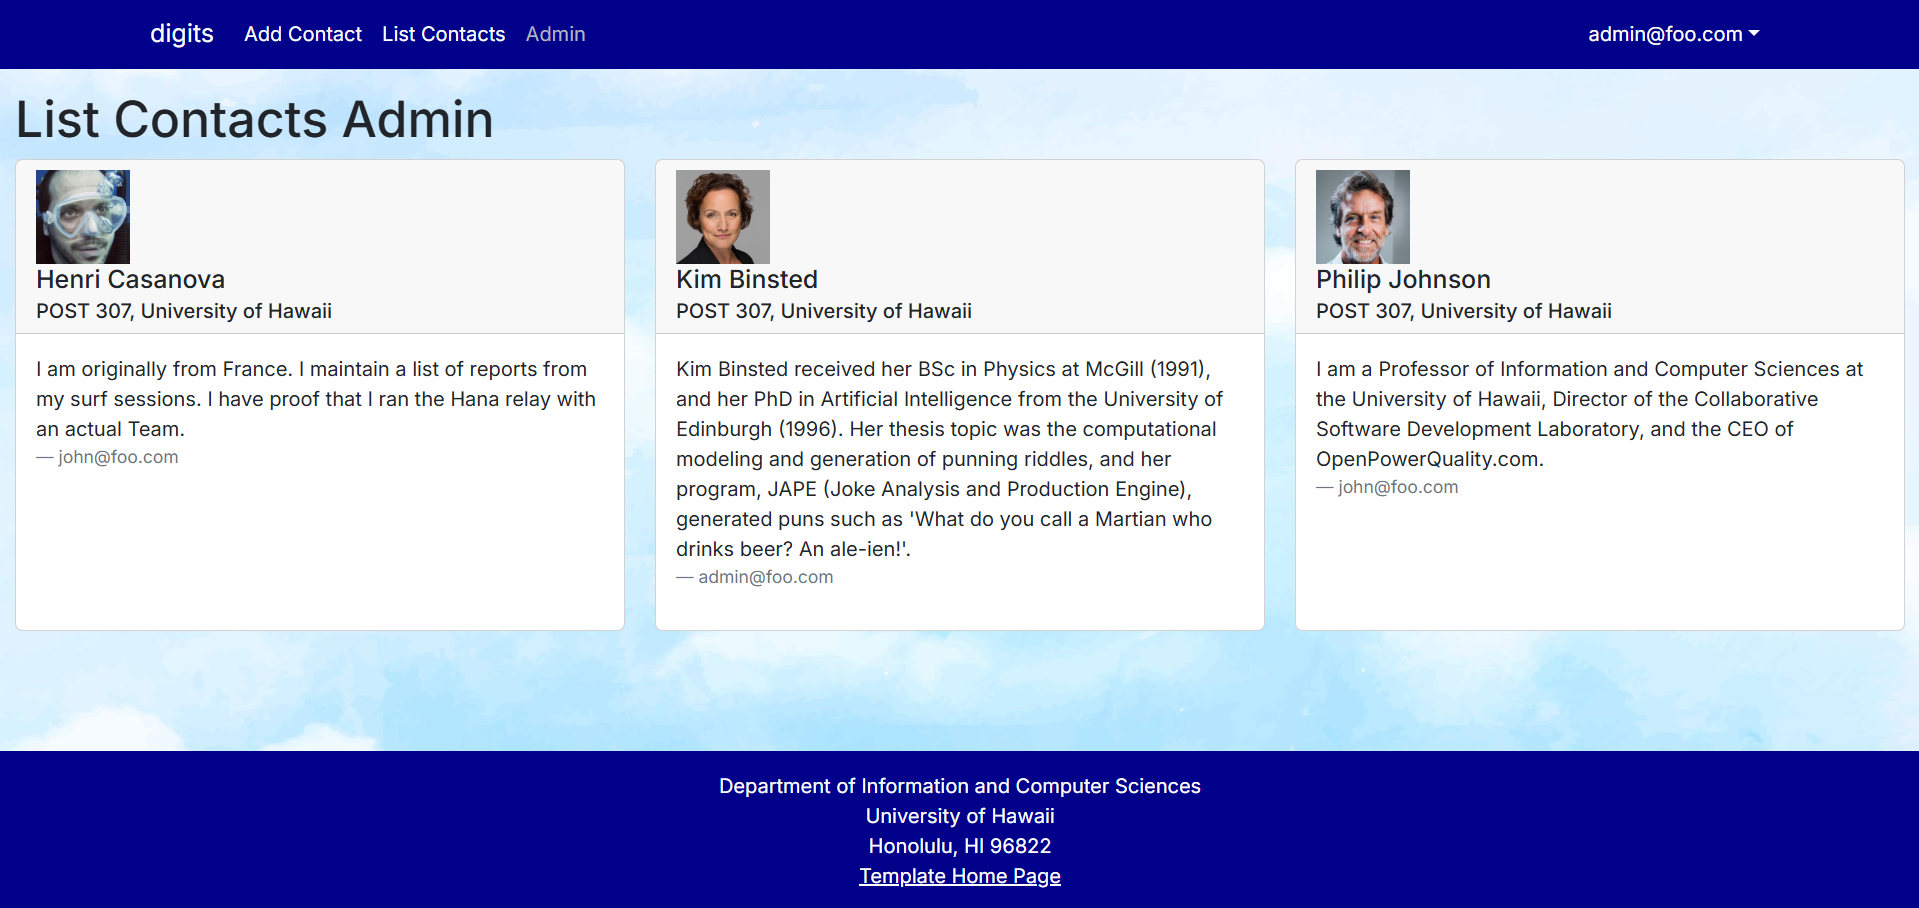 digits Add Contact List Contacts Admin admin@foo.com
List Contacts Admin
Henri Casanova
POST 307, University of Hawaii
I am originally from France. I maintain a list of reports from
my surf sessions. I have proof that I ran the Hana relay with
an actual Team.
— john@foo.com
Kim Binsted
POST 307, University of Hawaii
Kim Binsted received her BSc in Physics at McGill (1991),
and her PhD in Artificial Intelligence from the University of
Edinburgh (1996). Her thesis topic was the computational
modeling and generation of punning riddles, and her
program, JAPE (Joke Analysis and Production Engine),
generated puns such as 'What do you call a Martian who
drinks beer? An ale-ien!'.
— admin@foo.com
Philip Johnson
POST 307, University of Hawaii
I am a Professor of Information and Computer Sciences at
the University of Hawaii, Director of the Collaborative
Software Development Laboratory, and the CEO of
OpenPowerQuality.com.
— john@foo.com
Department of Information and Computer Sciences
University of Hawaii
Honolulu, HI 96822
Template Home Page